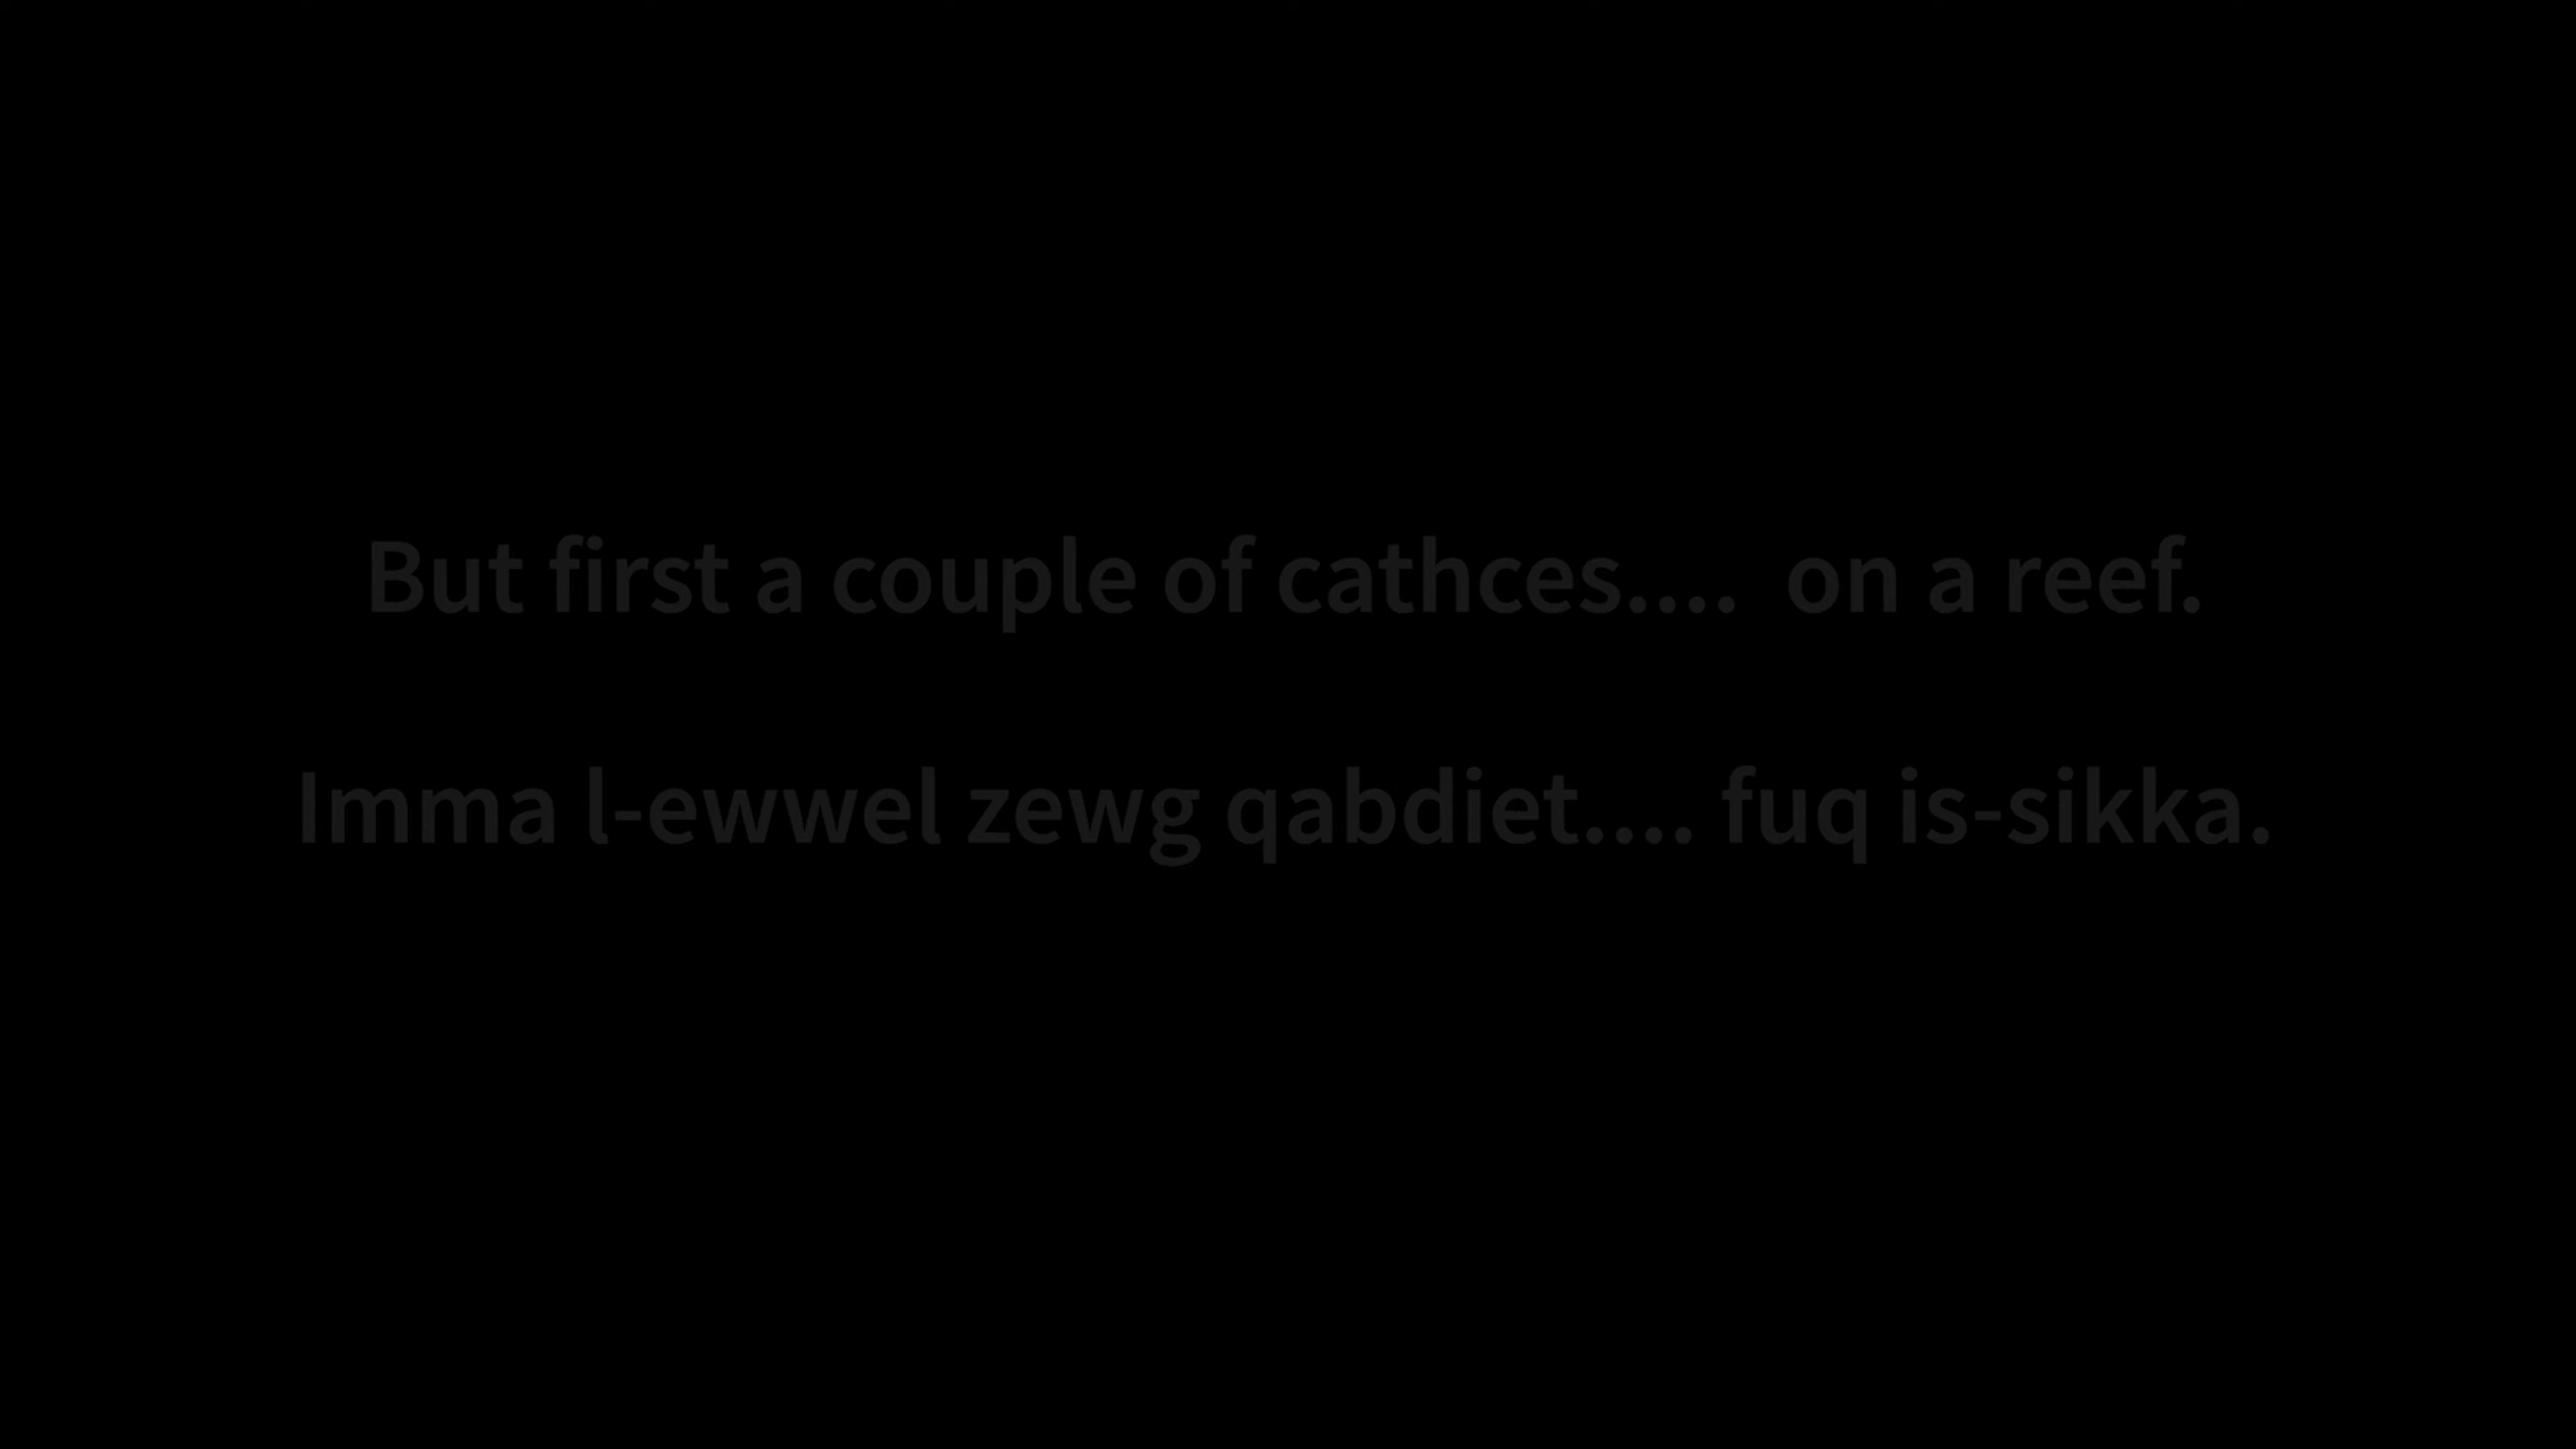 But first a couple of cathces....  on a reef.
Imma l-ewwel zewg qabdiet.... fuq is-sikka.